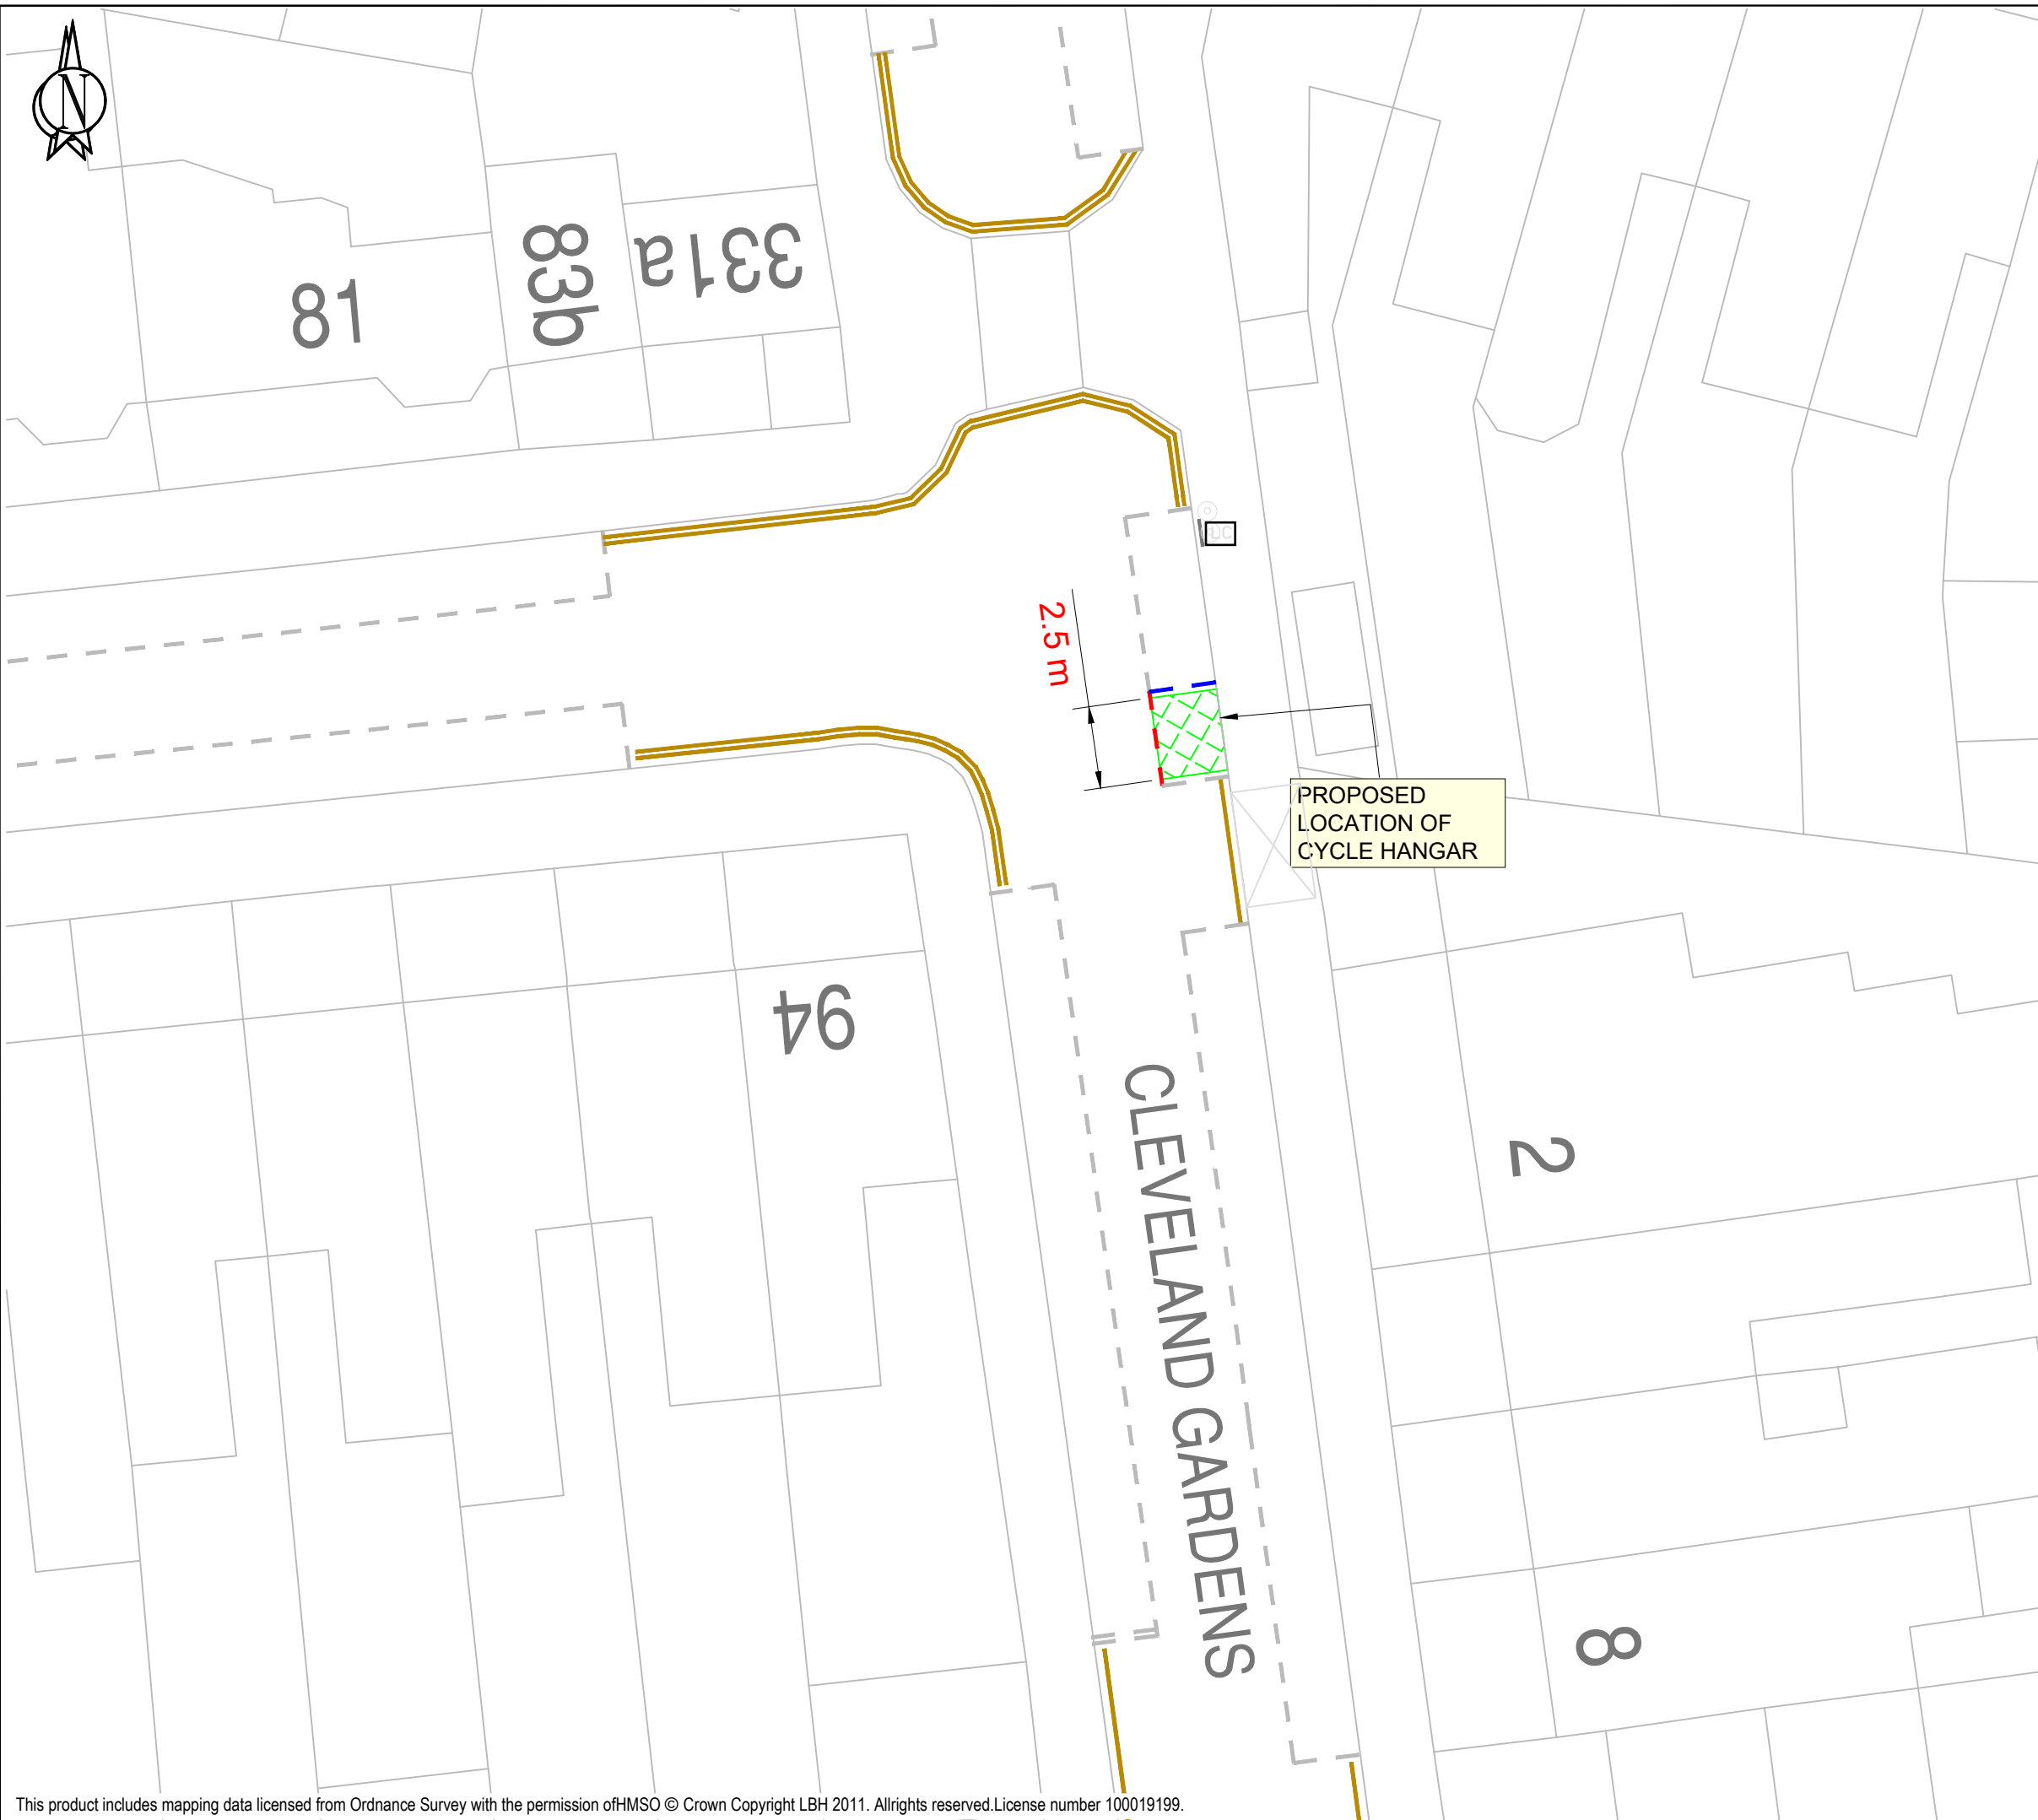 N
81
83b
331a
2.5 m
PROPOSED
LOCATION OF
CYCLE HANGAR
94
CLEVELAND GARDENS
2
8
This product includes mapping data licensed from Ordnance Survey with the permission ofHMSO © Crown Copyright LBH 2011. Allrights reserved.License number 100019199.